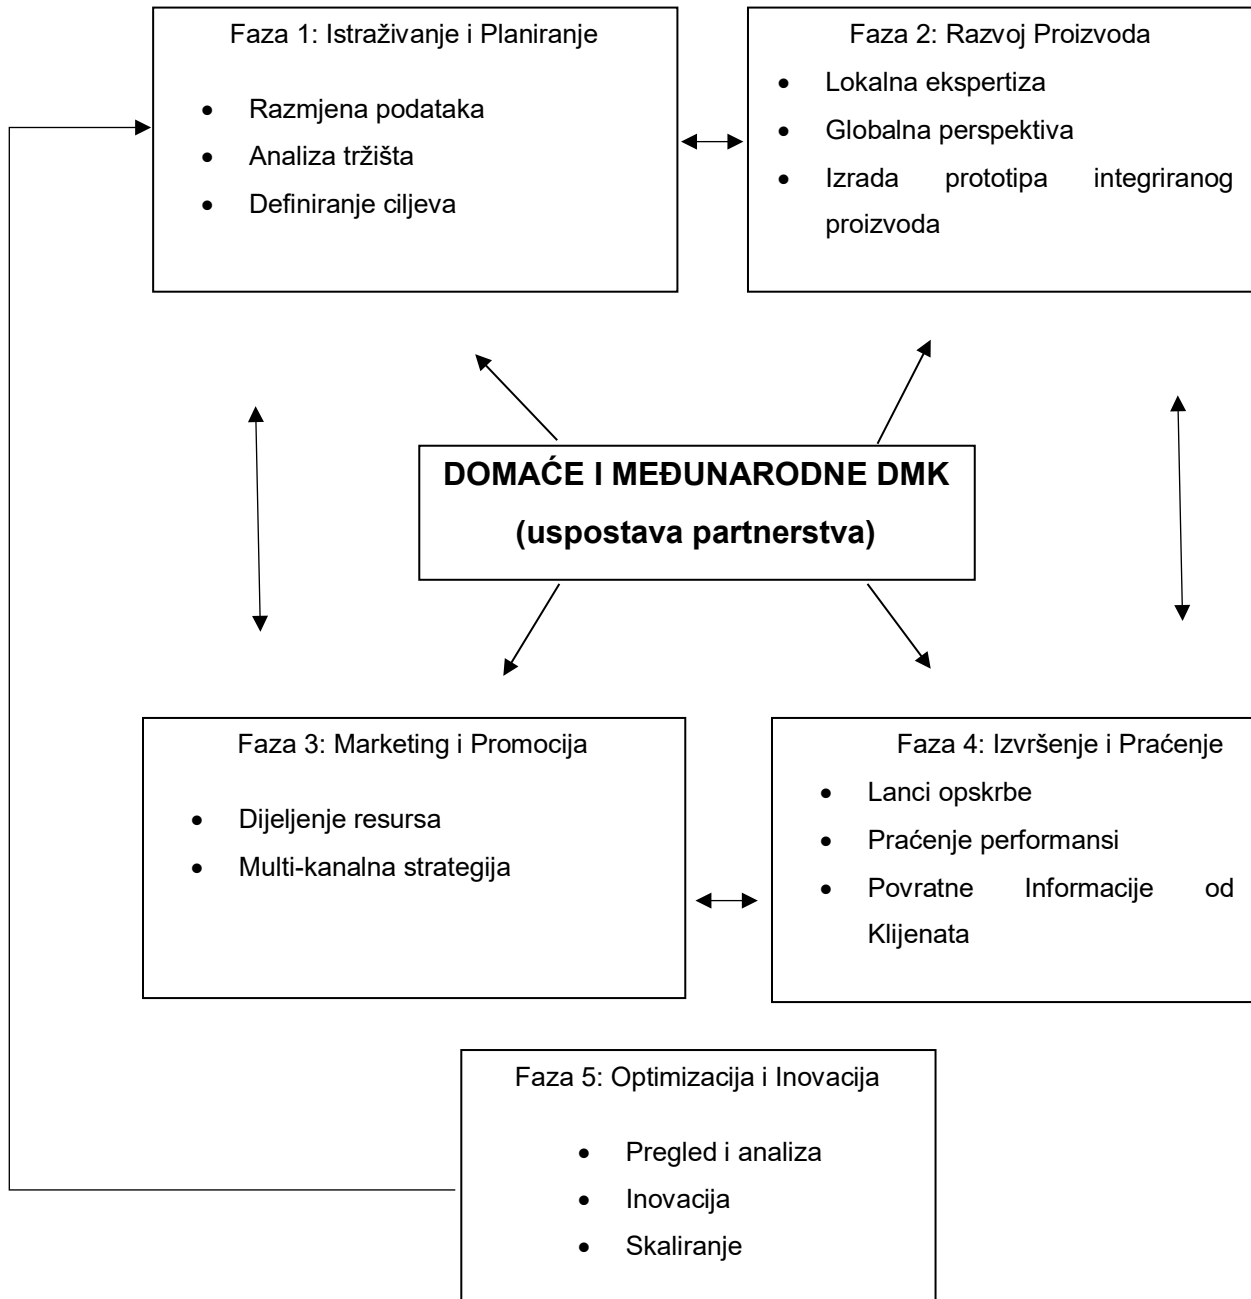 Faza 1: Istraživanje i Planiranje
• Razmjena podataka
• Analiza tržišta
• Definiranje ciljeva
Faza 2: Razvoj Proizvoda
• Lokalna ekspertiza
• Globalna perspektiva
• Izrada prototipa integriranog
proizvoda
DOMAĆE I MEĐUNARODNE DMK
(uspostava partnerstva)
Faza 3: Marketing i Promocija
• Dijeljenje resursa
• Multi-kanalna strategija
Faza 4: Izvršenje i Praćenje
• Lanci opskrbe
• Praćenje performansi
• Povratne Informacije od
Klijenata
Faza 5: Optimizacija i Inovacija
• Pregled i analiza
• Inovacija
• Skaliranje